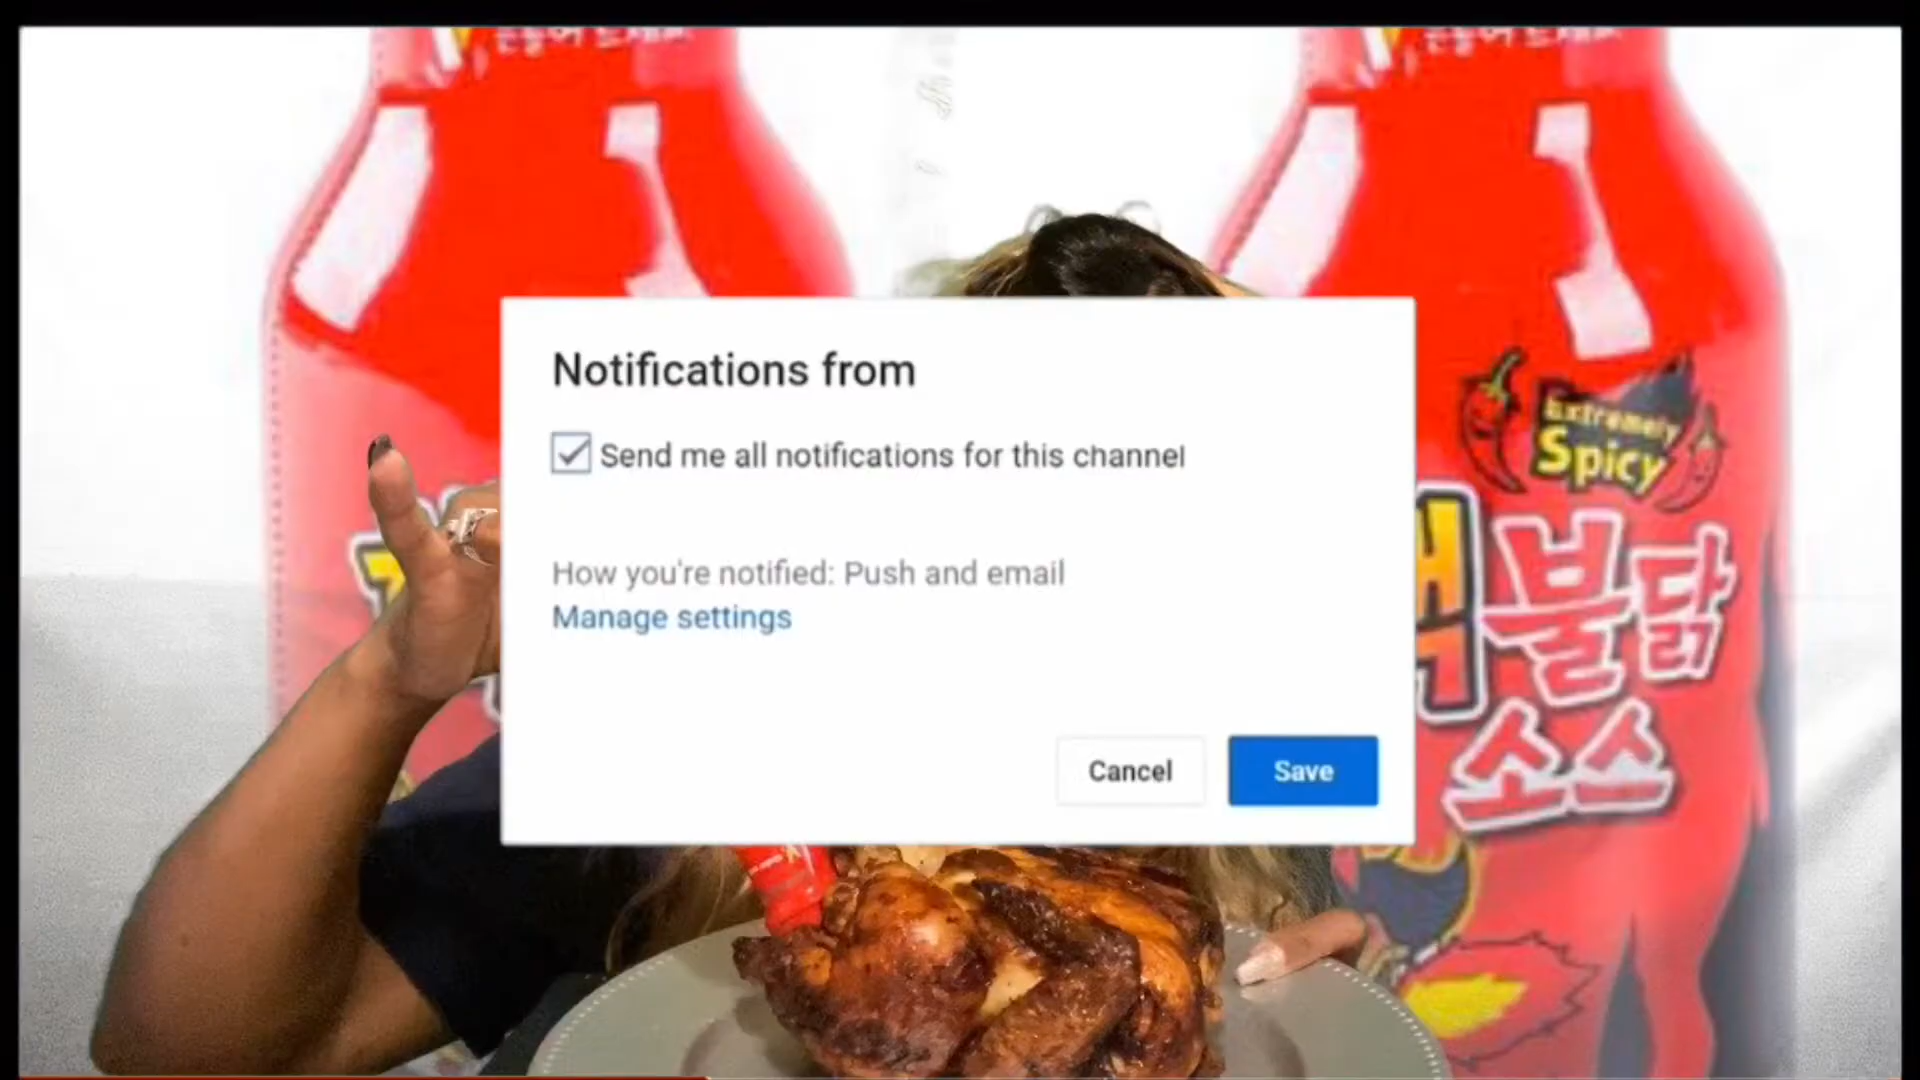 Notifications from
Send me all notifications for this channel
How you're notified: Push and email
Manage settings
Cancel
Save
Extremely
Spicy
핵불닭
소스